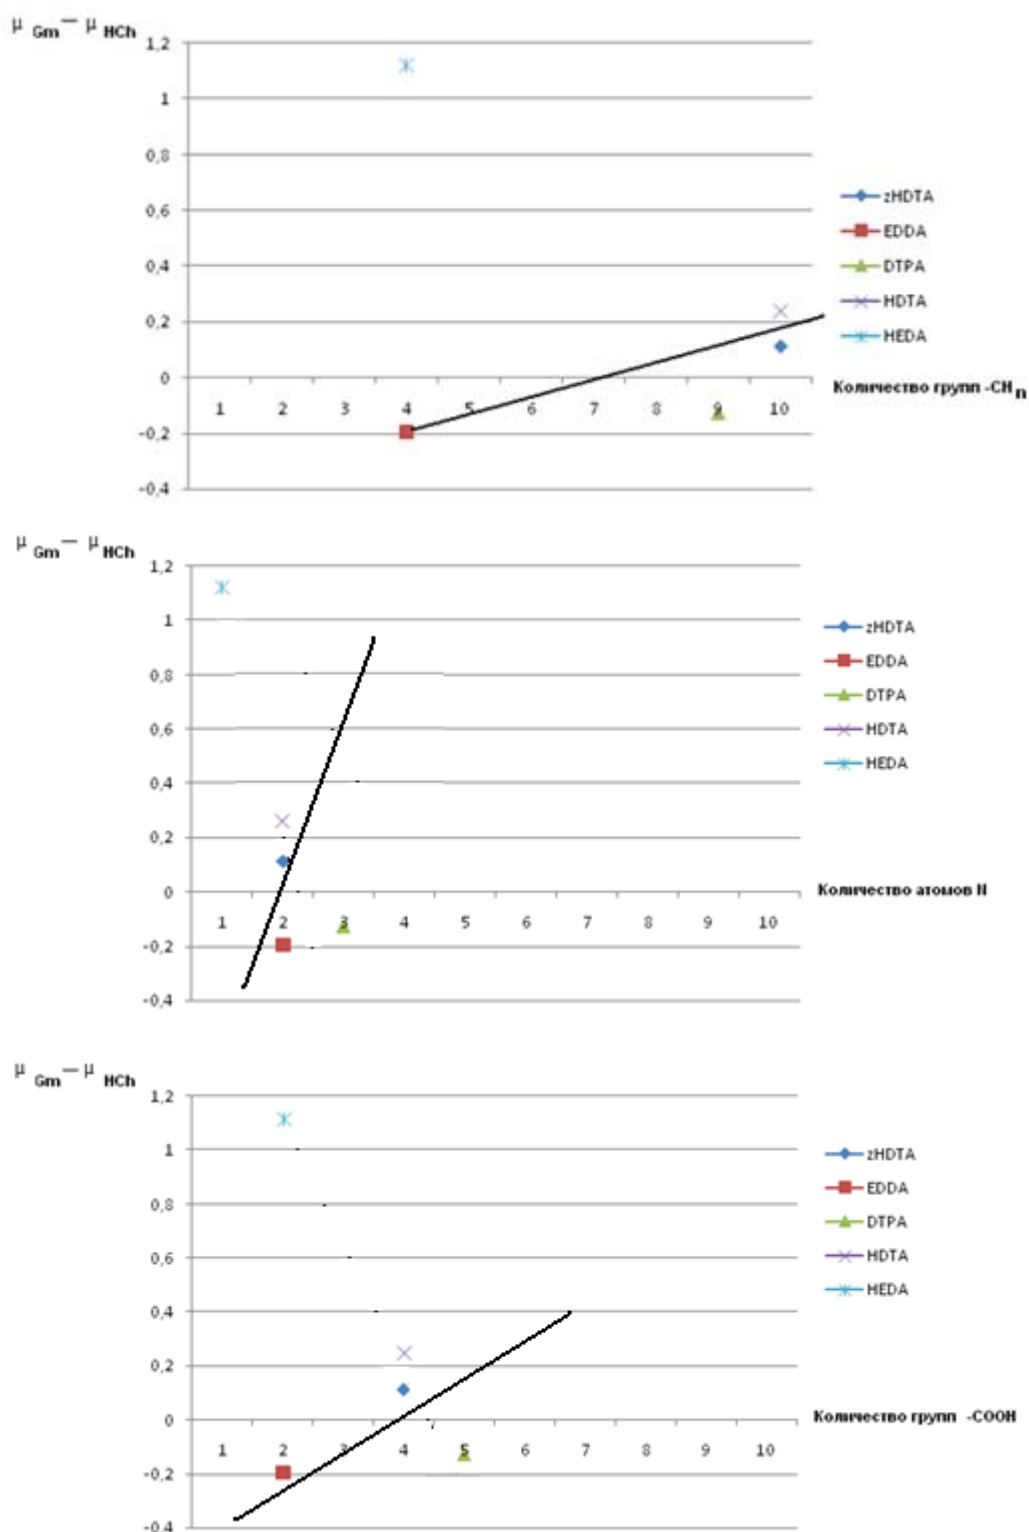 μ Gm — μ HCh
1,2
1
0,8
0,6
0,4
0,2
0
-0,2
-0,4
1 2 3 4 5 6 7 8 9 10
Количество групп -CHn
zHDTA
EDDA
DTPA
HDTA
HEDA
μ Gm — μ HCh
1,2
1
0,8
0,6
0,4
0,2
0
-0,2
-0,4
1 2 3 4 5 6 7 8 9 10
Количество атомов N
zHDTA
EDDA
DTPA
HDTA
HEDA
μ Gm — μ HCh
1,2
1
0,8
0,6
0,4
0,2
0
-0,2
-0,4
1 2 3 4 5 6 7 8 9 10
Количество групп -COOH
zHDTA
EDDA
DTPA
HDTA
HEDA